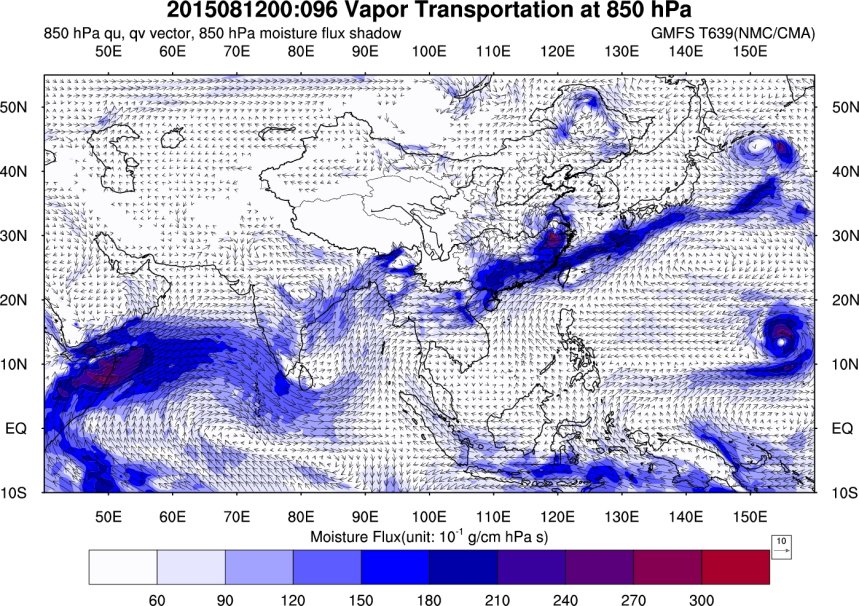 2015081200:096 Vapor Transportation at 850 hPa
850 hPa qu, qv vector, 850 hPa moisture flux shadow GMFS T639(NMC/CMA)
50E 60E 70E 80E 90E 100E 110E 120E 130E 140E 150E
50N 50N
40N 40N
30N 30N
20N 20N
10N 10N
EQ EQ
10S 10S
50E 60E 70E 80E 90E 100E 110E 120E 130E 140E 150E
Moisture Flux(unit: 10⁻¹ g/cm hPa s)
10
60 90 120 150 180 210 240 270 300